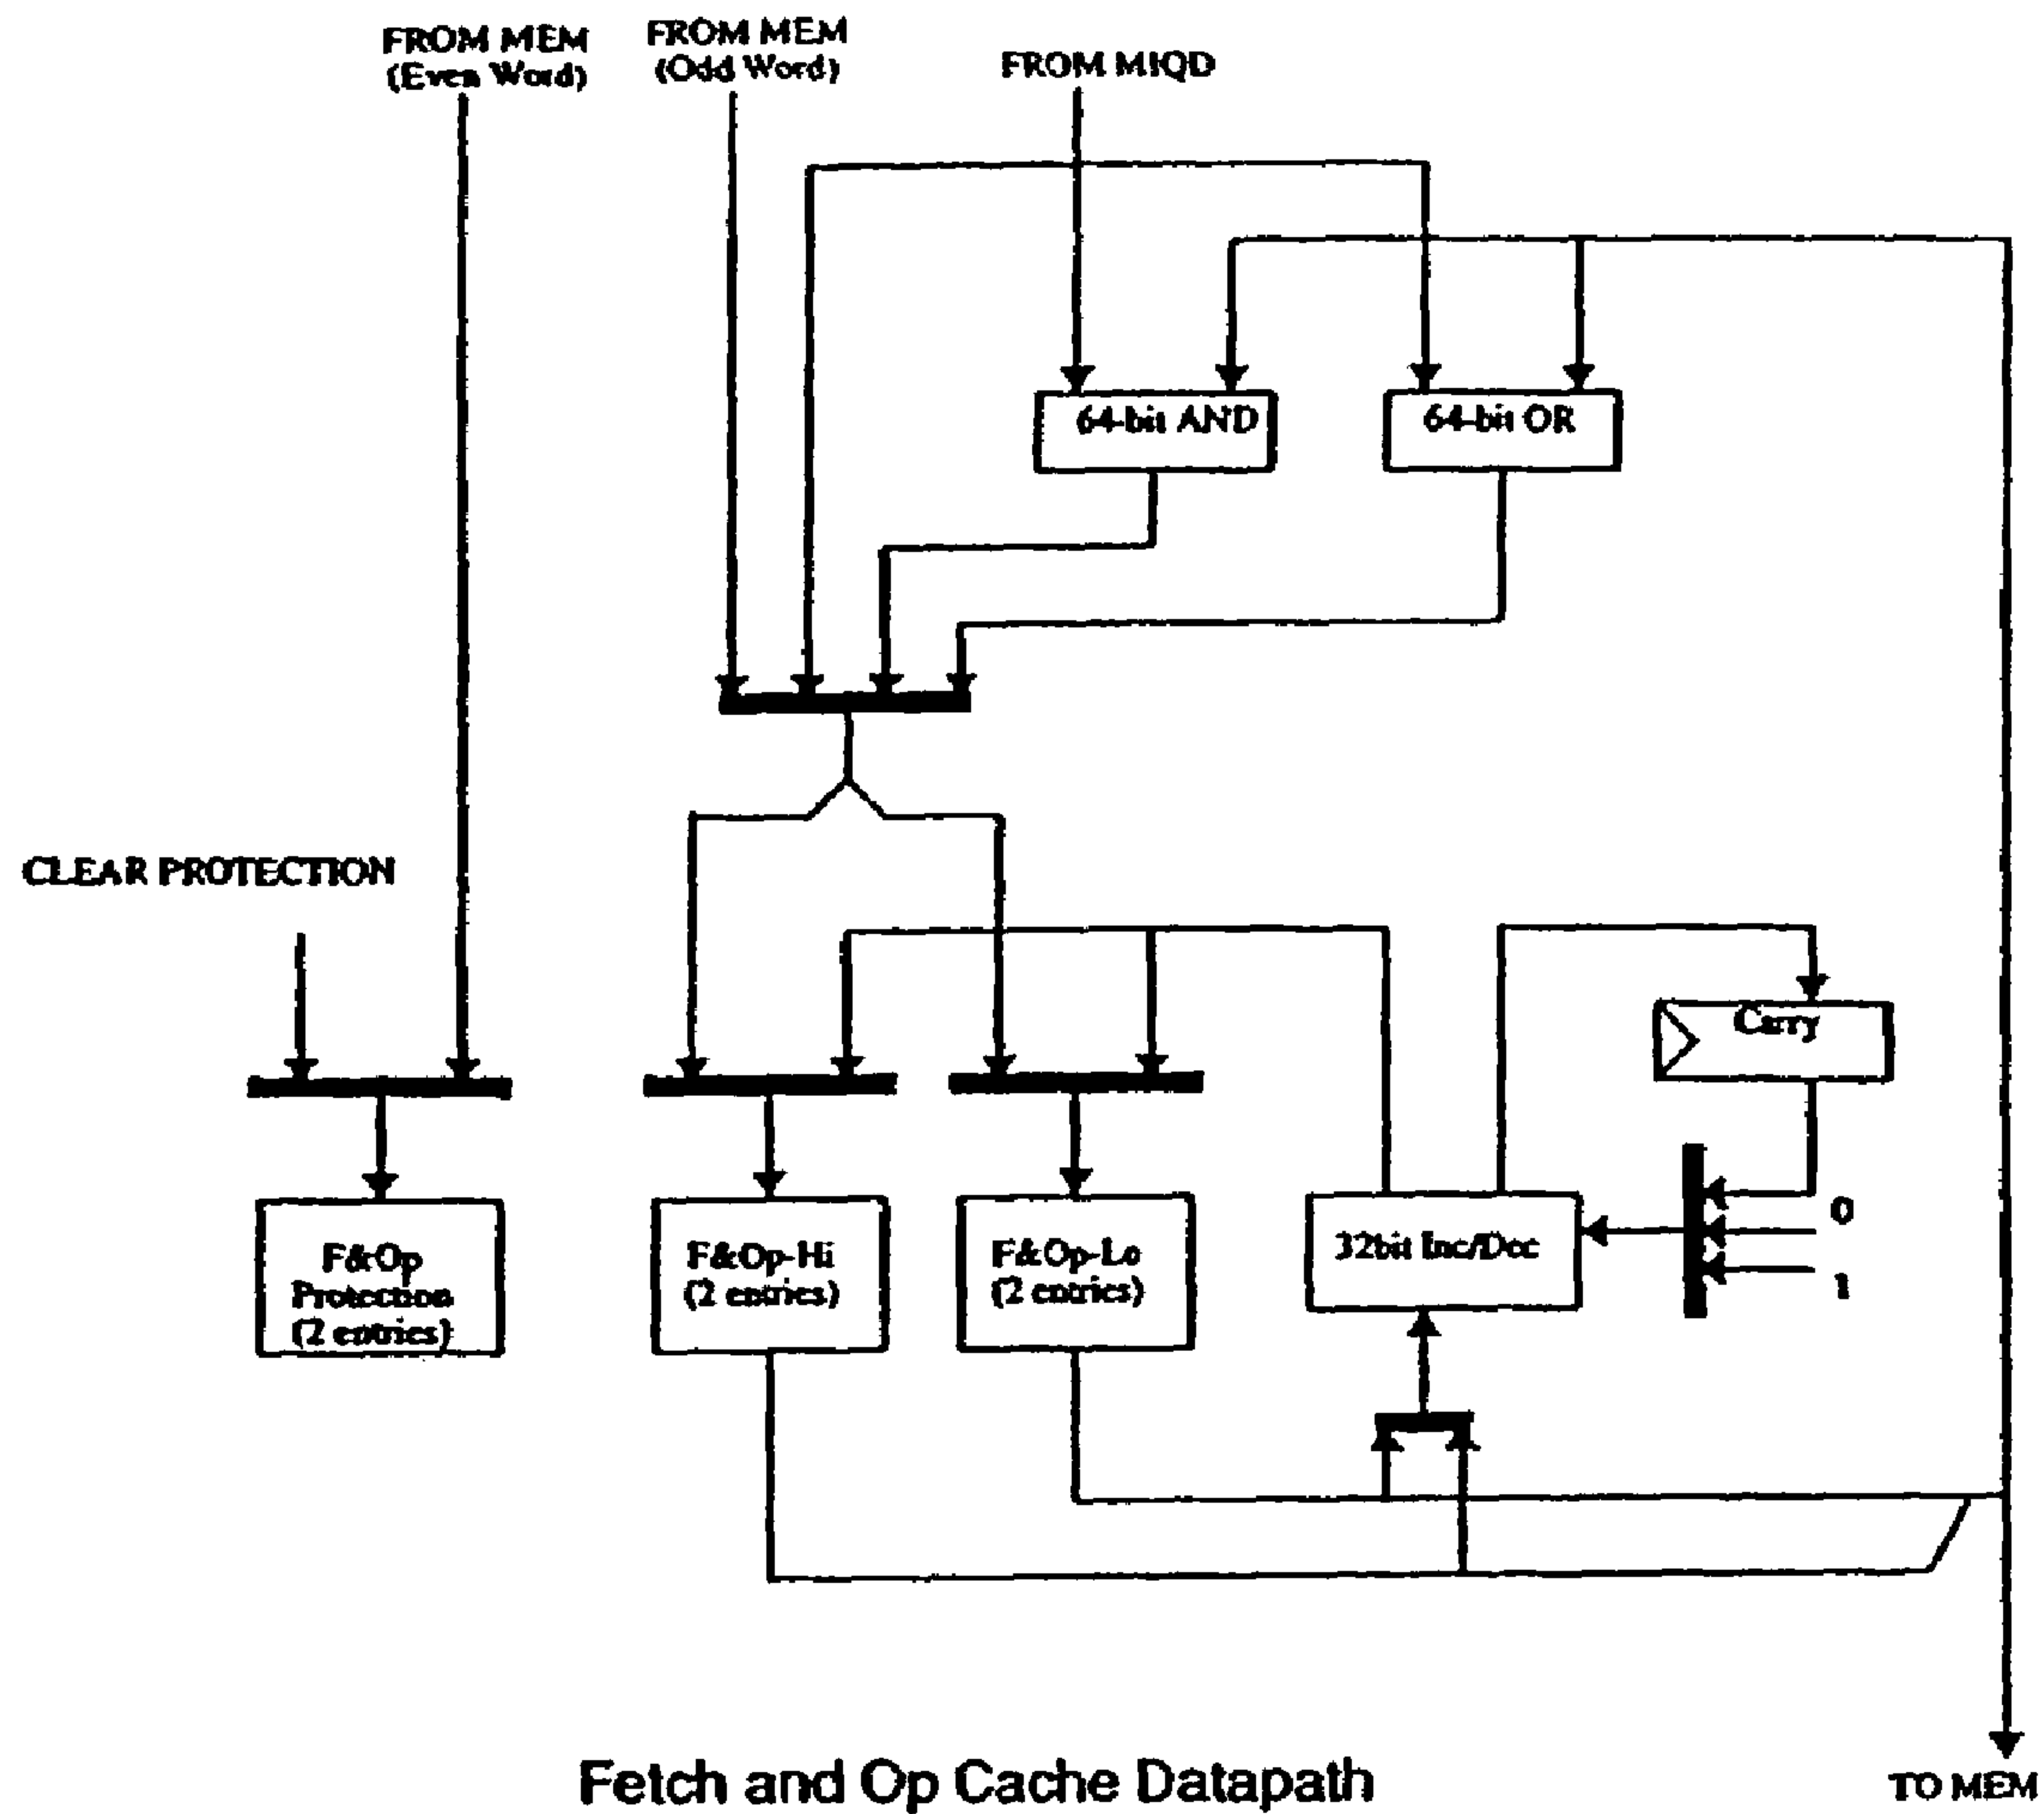 FROM MEM
(Even Word)
FROM MEM
(Odd Word)
FROM MIQD
64-bit AND
64-bit OR
CLEAR PROTECTION
Carry
F&Op
Protection
(2 entries)
F&Op-Hi
(2 entries)
F&Op-Lo
(2 entries)
32bit Inc/Dec
0
1
Fetch and Op Cache Datapath
TO MEM